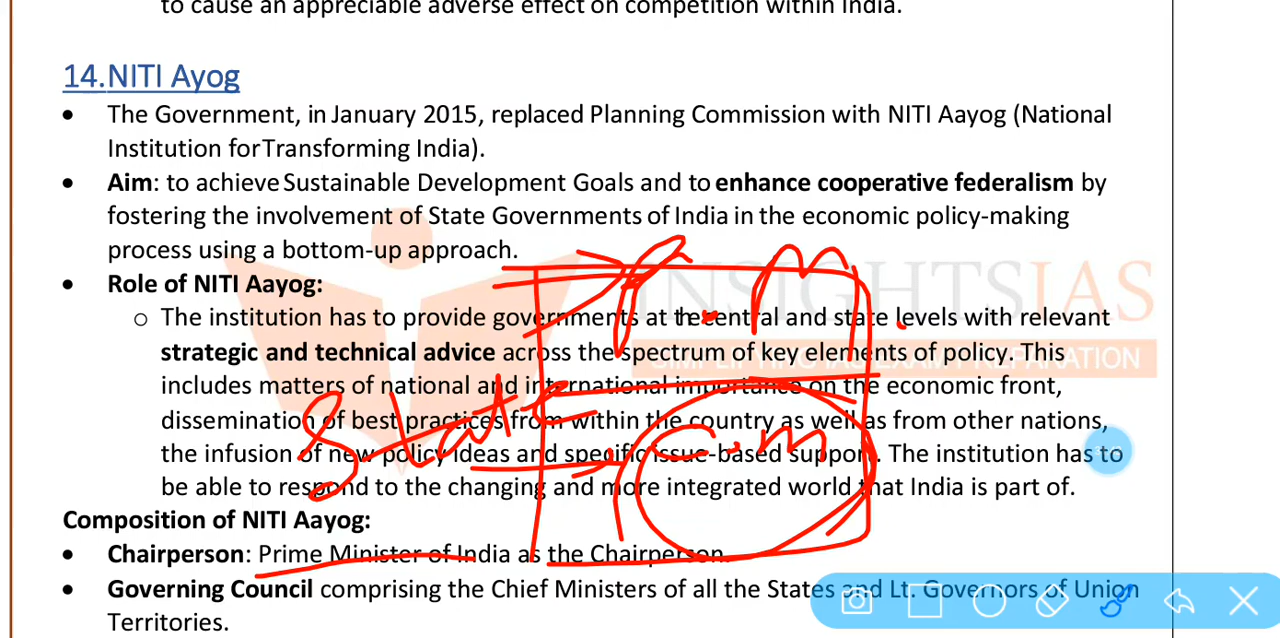 to cause an appreciable adverse effect on competition within India.
14.NITI Ayog
• The Government, in January 2015, replaced Planning Commission with NITI Aayog (National
Institution forTransforming India).
• Aim: to achieve Sustainable Development Goals and to enhance cooperative federalism by
fostering the involvement of State Governments of India in the economic policy-making
process using a bottom-up approach.
• Role of NITI Aayog:
o The institution has to provide governments at the central and state levels with relevant
strategic and technical advice across the spectrum of key elements of policy. This
includes matters of national and international importance on the economic front,
dissemination of best practices from within the country as well as from other nations,
the infusion of new policy ideas and specific issue-based support. The institution has to
be able to respond to the changing and more integrated world that India is part of.
Composition of NITI Aayog:
• Chairperson: Prime Minister of India as the Chairperson.
• Governing Council comprising the Chief Ministers of all the States and Lt. Governors of Union
Territories.
P.M
State
C.M
INSIGHTSIAS